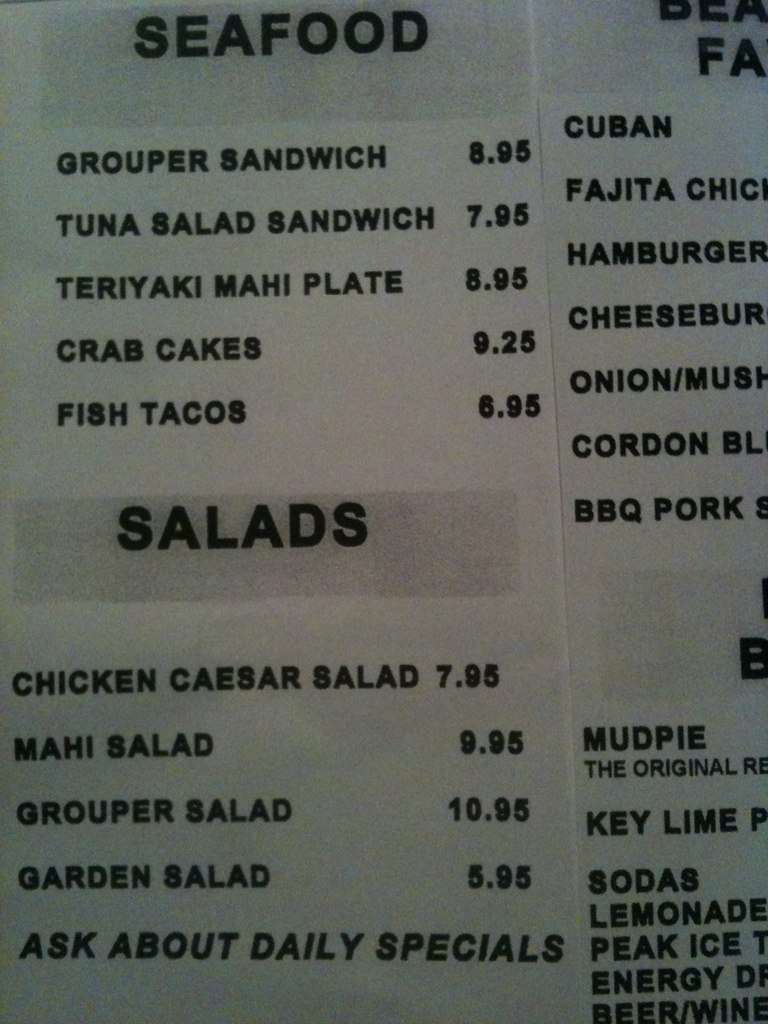 SEAFOOD
GROUPER SANDWICH 8.95
TUNA SALAD SANDWICH 7.95
TERIYAKI MAHI PLATE 8.95
CRAB CAKES 9.25
FISH TACOS 6.95
SALADS
CHICKEN CAESAR SALAD 7.95
MAHI SALAD 9.95
GROUPER SALAD 10.95
GARDEN SALAD 5.95
ASK ABOUT DAILY SPECIALS
CUBAN
FAJITA
HAMBURGER
CORDON
BBQ PORK
MUDPIE
THE ORIGINAL
KEY LIME
SODAS
LEMONADE
PEAK ICE
ENERGY
BEER/WINE